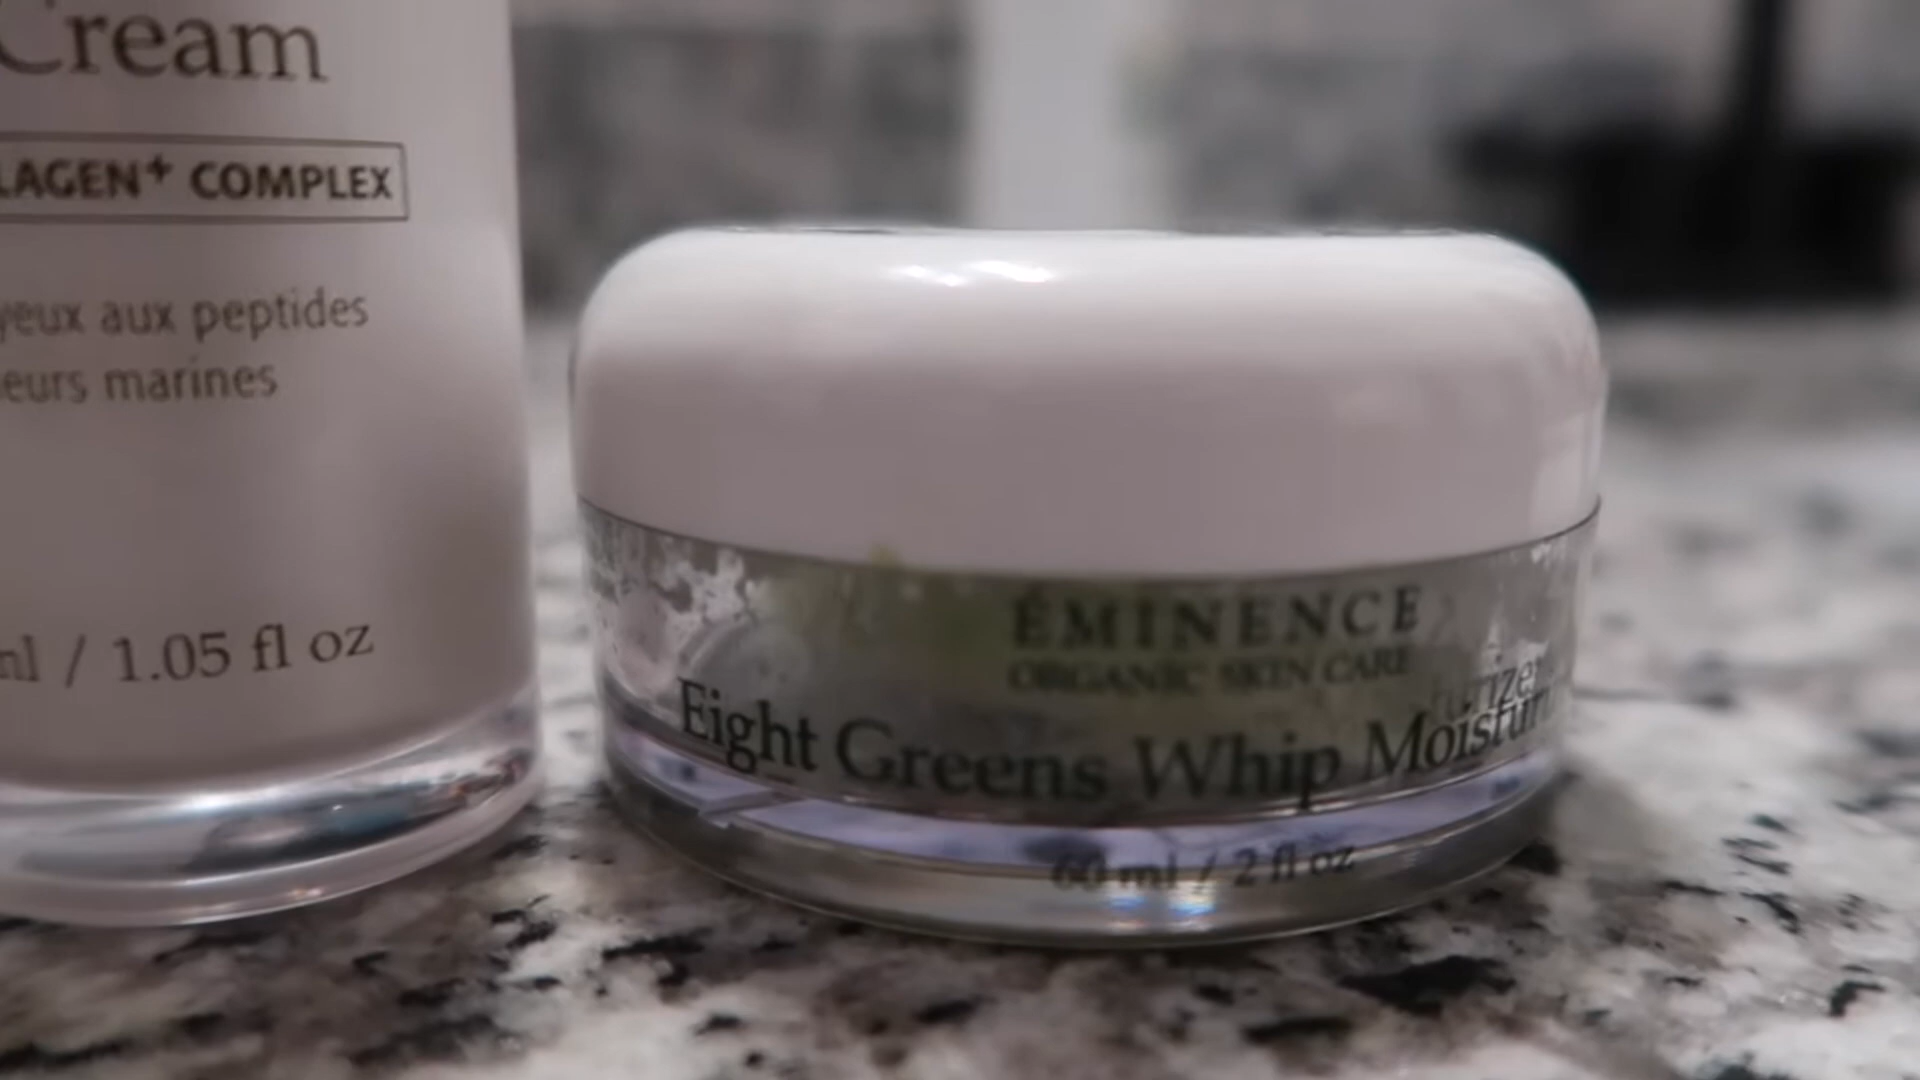 Cream
LAGEN+ COMPLEX
yeux aux peptides
eurs marines
ml / 1.05 fl oz
ÉMINENCE
ORGANIC SKIN CARE
Eight Greens Whip Moistur
turizer
60 ml / 2 fl oz